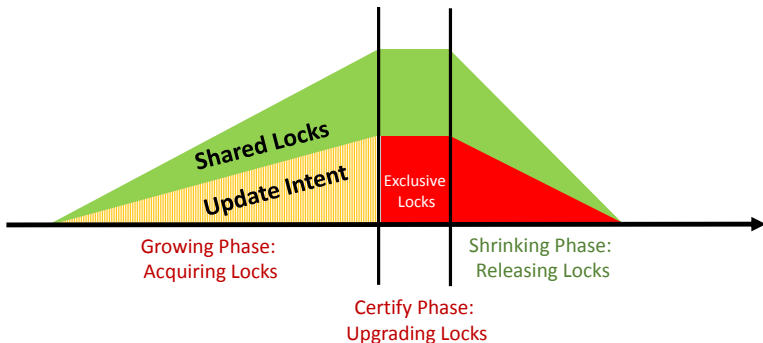 Shared Locks
Update Intent
Exclusive
Locks
Growing Phase:
Acquiring Locks
Shrinking Phase:
Releasing Locks
Certify Phase:
Upgrading Locks